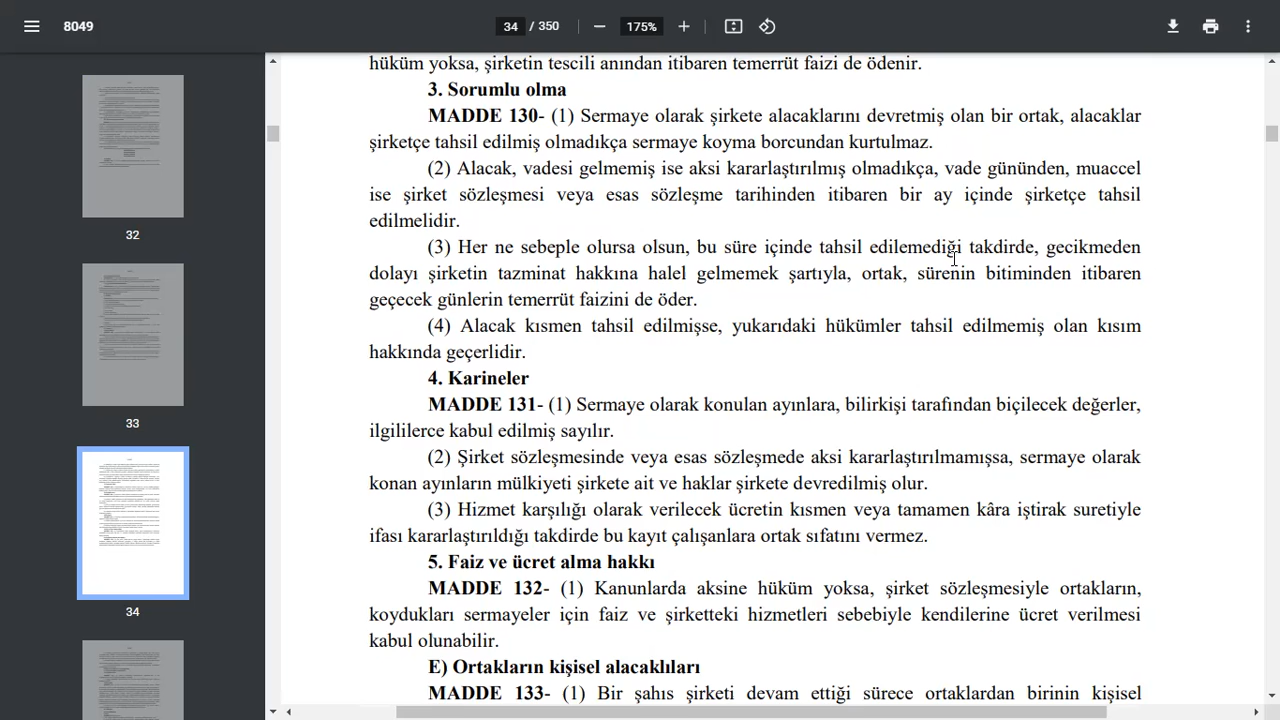 8049
34 / 350
175%
32
33
34
hüküm yoksa, şirketin tescili anından itibaren temerrüt faizi de ödenir.
3. Sorumlu olma
MADDE 130- (1) Sermaye olarak şirkete alacaklarını devretmiş olan bir ortak, alacaklar
şirketçe tahsil edilmiş olmadıkça sermaye koyma borcundan kurtulmaz.
(2) Alacak, vadesi gelmemiş ise aksi kararlaştırılmış olmadıkça, vade gününden, muaccel
ise şirket sözleşmesi veya esas sözleşme tarihinden itibaren bir ay içinde şirketçe tahsil
edilmelidir.
(3) Her ne sebeple olursa olsun, bu süre içinde tahsil edilemediği takdirde, gecikmeden
dolayı şirketin tazminat hakkına halel gelmemek şartıyla, ortak, sürenin bitiminden itibaren
geçecek günlerin temerrüt faizini de öder.
(4) Alacak kısmen tahsil edilmişse, yukarıdaki hükümler tahsil edilmemiş olan kısım
hakkında geçerlidir.
4. Karineler
MADDE 131- (1) Sermaye olarak konulan ayınlara, bilirkişi tarafından biçilecek değerler,
ilgililerce kabul edilmiş sayılır.
(2) Şirket sözleşmesinde veya esas sözleşmede aksi kararlaştırılmamışsa, sermaye olarak
konan ayınların mülkiyeti şirkete ait ve haklar şirkete devredilmiş olur.
(3) Hizmet karşılığı olarak verilecek ücretin kısmen veya tamamen kâra iştirak suretiyle
ifası kararlaştırıldığı takdirde bu kayıt çalışanlara ortak sıfatını vermez.
5. Faiz ve ücret alma hakkı
MADDE 132- (1) Kanunlarda aksine hüküm yoksa, şirket sözleşmesiyle ortakların,
koydukları sermayeler için faiz ve şirketteki hizmetleri sebebiyle kendilerine ücret verilmesi
kabul olunabilir.
E) Ortakların kişisel alacaklıları
MADDE 133- (1) Bir şahıs şirketi devam ettiği sürece ortaklardan birinin kişisel